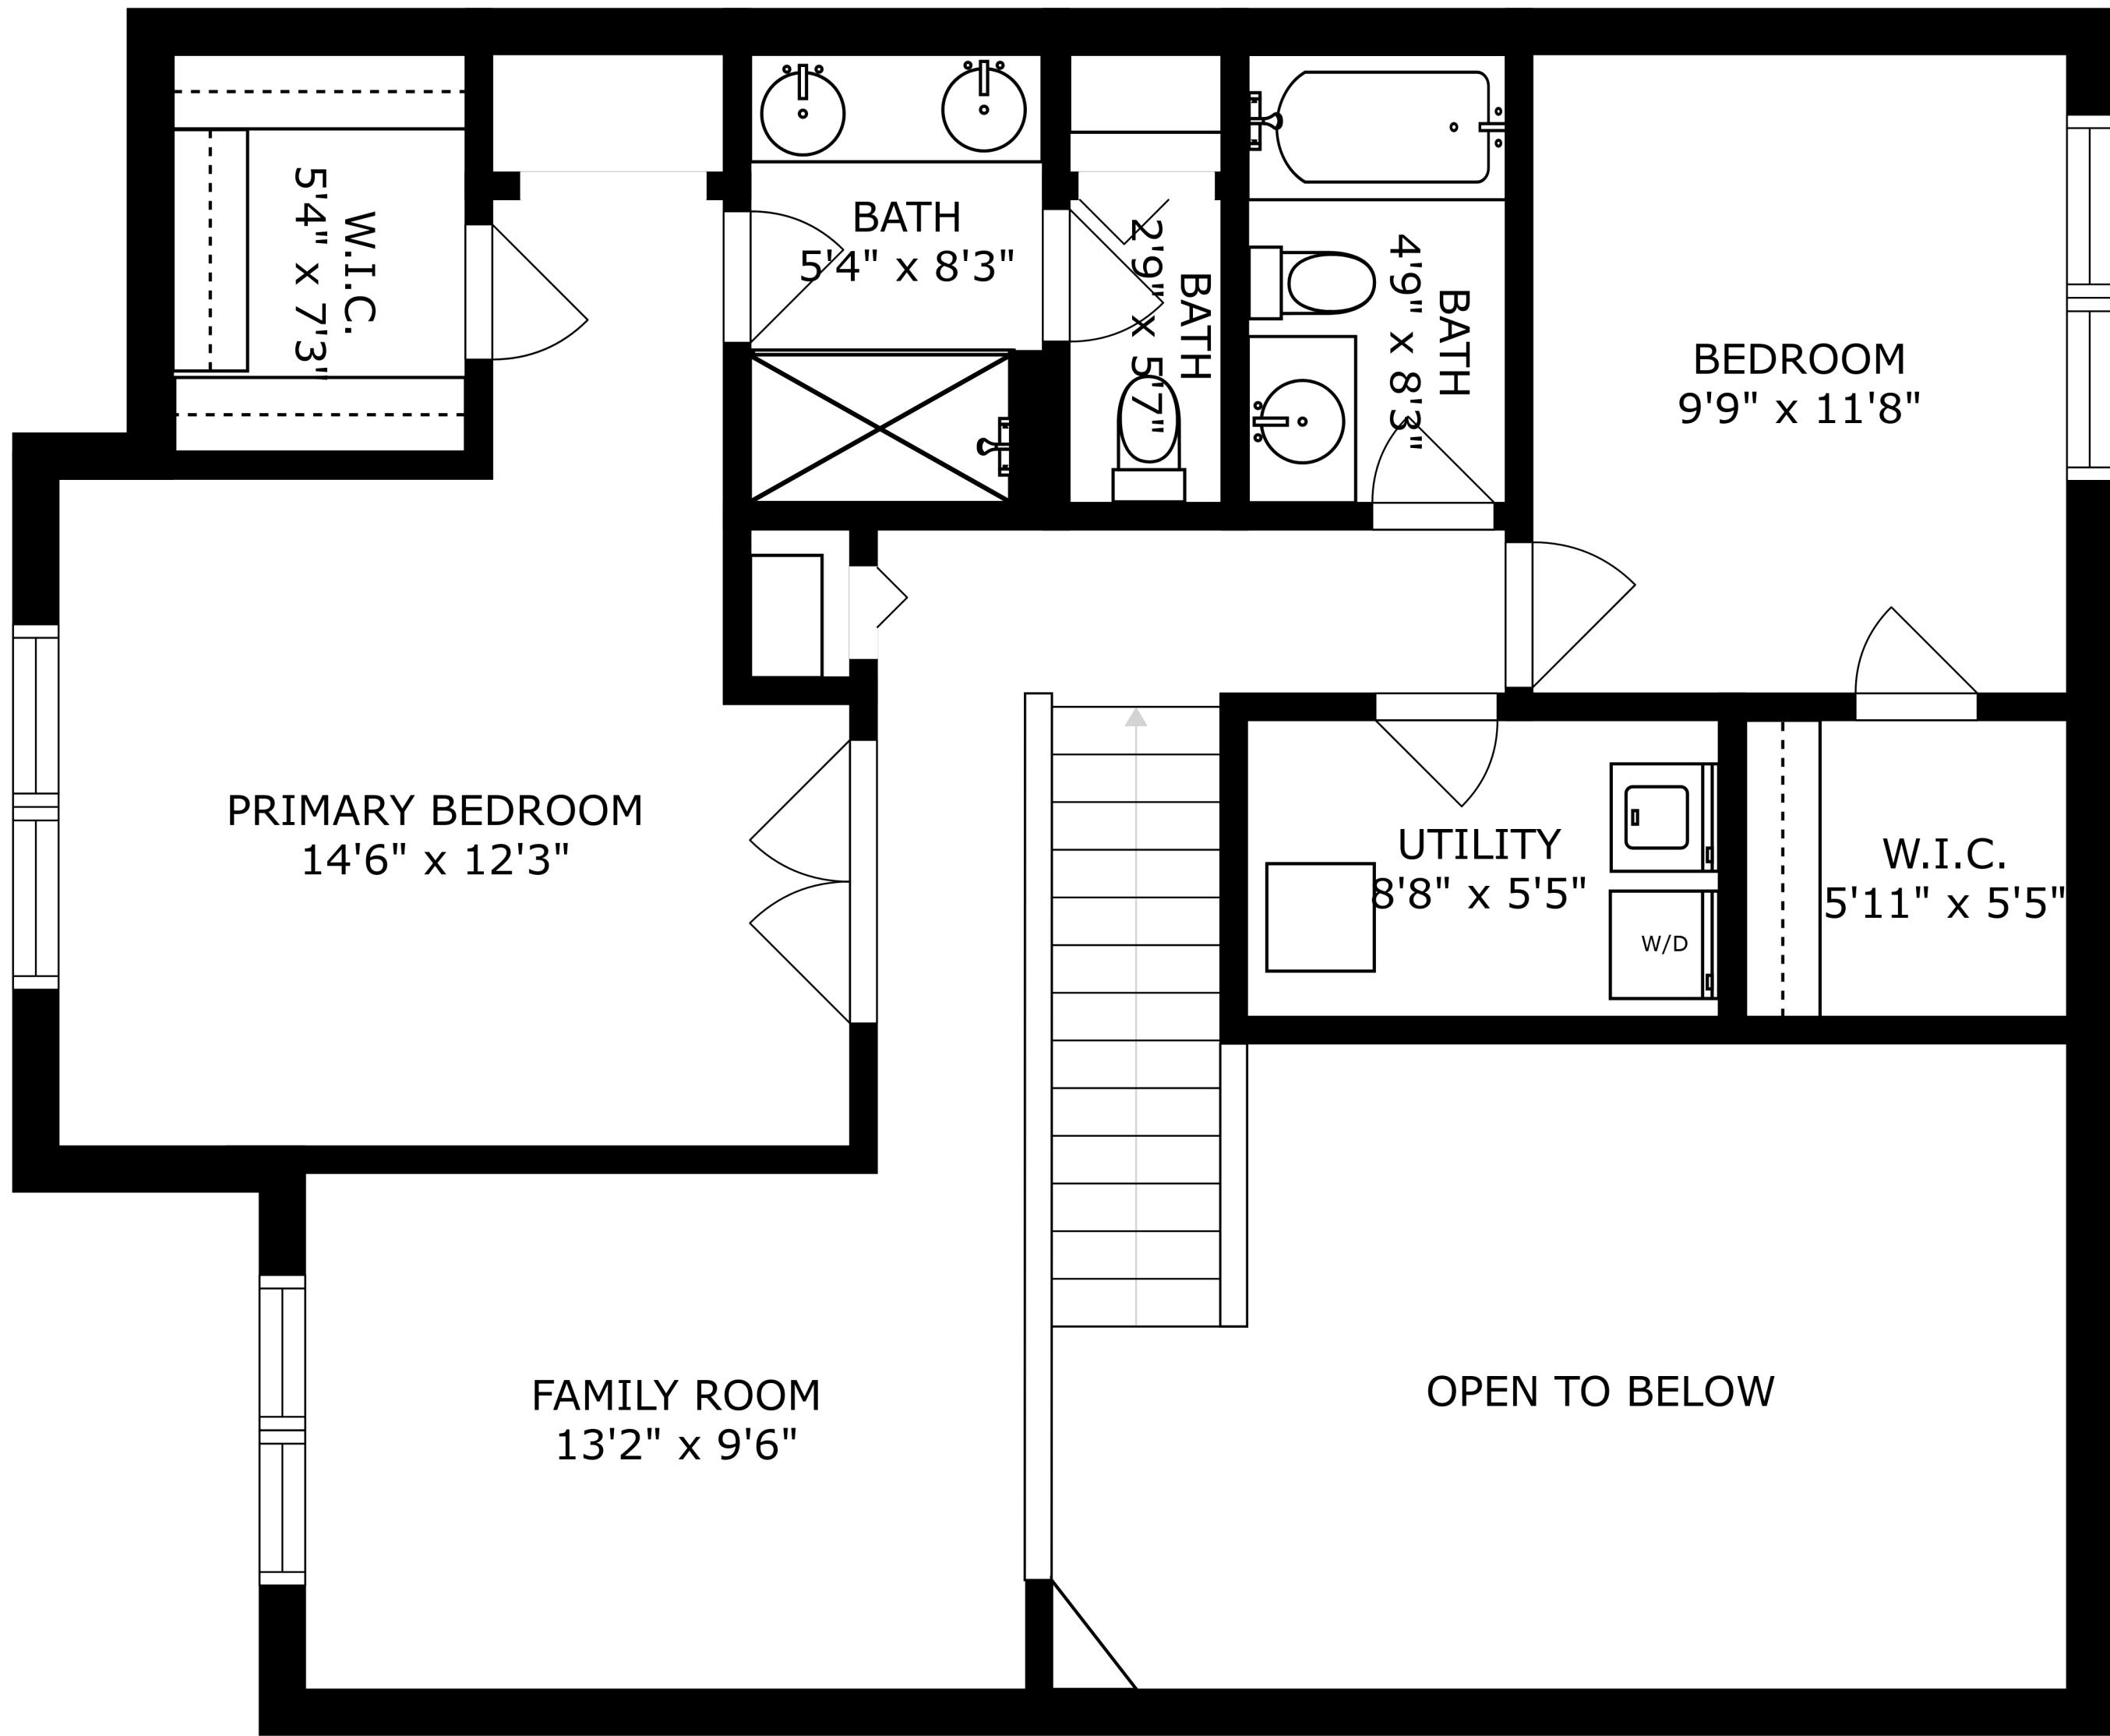 W.I.C.
5'4" x 7'3"
BATH
5'4" x 8'3"
BATH
2'9" x 5'7"
BATH
4'9" x 8'3"
BEDROOM
9'9" x 11'8"
PRIMARY BEDROOM
14'6" x 12'3"
UTILITY
8'8" x 5'5"
W/D
W.I.C.
5'11" x 5'5"
FAMILY ROOM
13'2" x 9'6"
OPEN TO BELOW